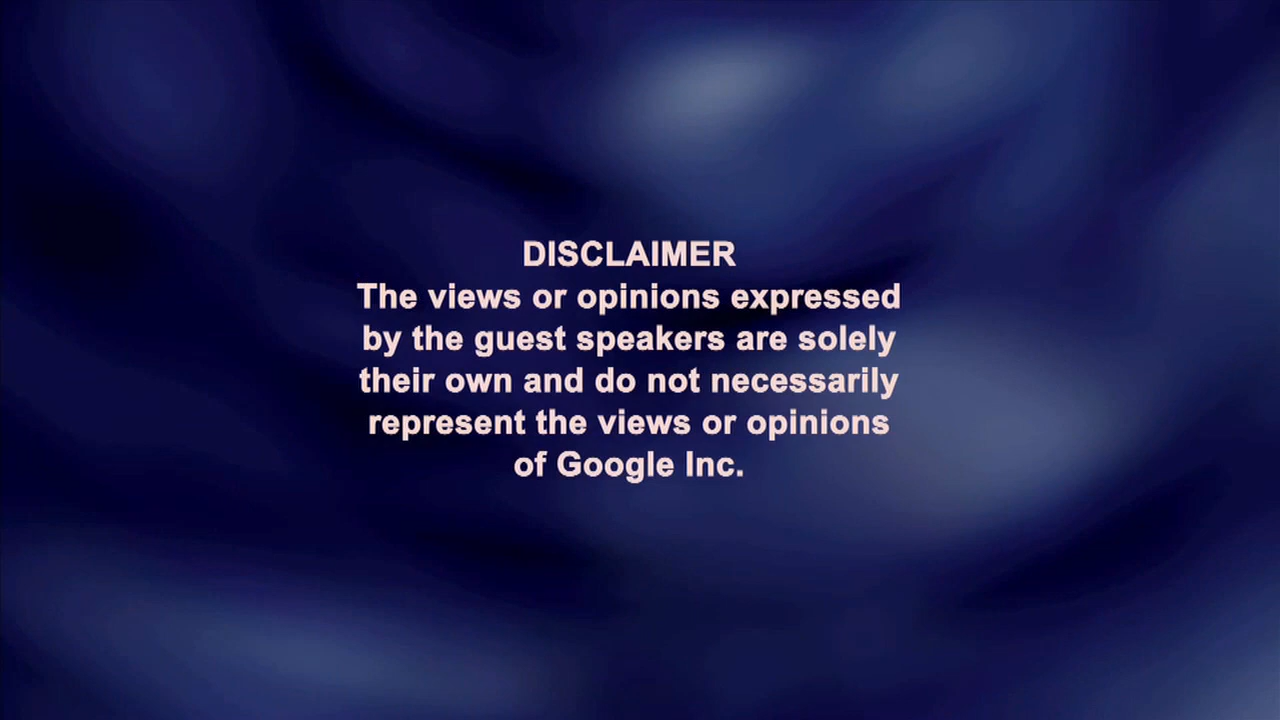 DISCLAIMER
The views or opinions expressed
by the guest speakers are solely
their own and do not necessarily
represent the views or opinions
of Google Inc.